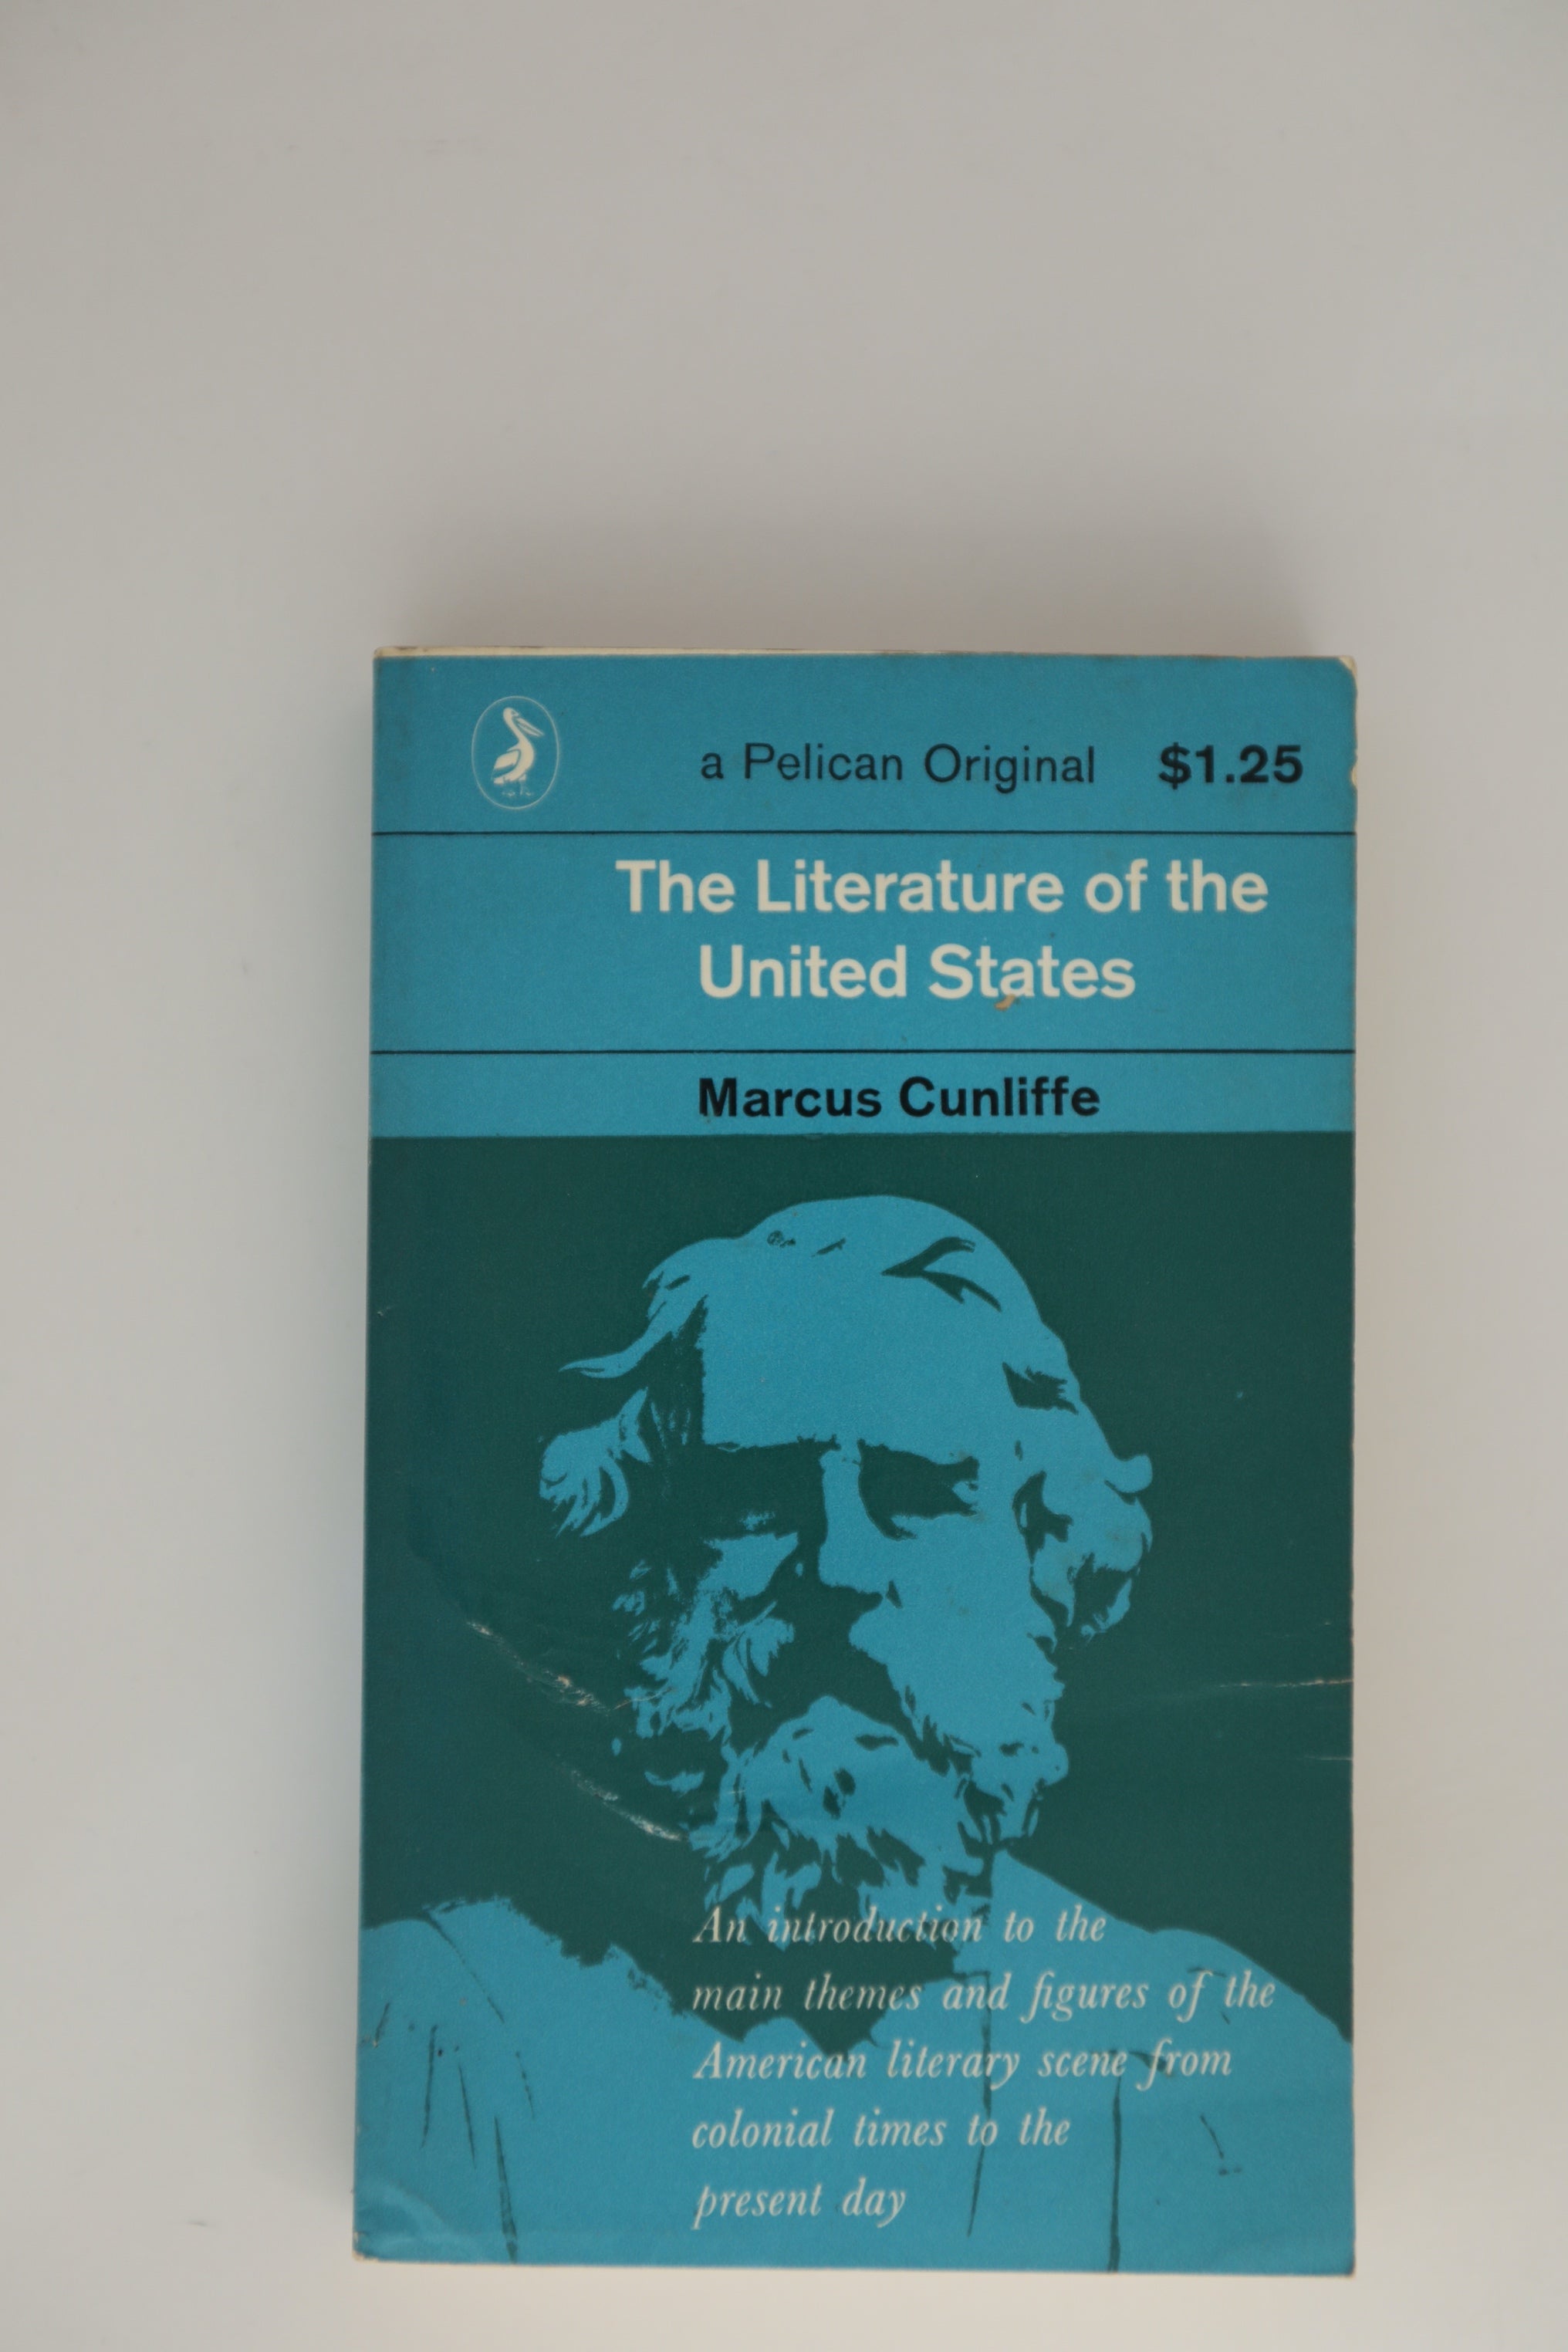 a Pelican Original $1.25
The Literature of the
United States
Marcus Cunliffe
An introduction to the
main themes and figures of the
American literary scene from
colonial times to the
present day